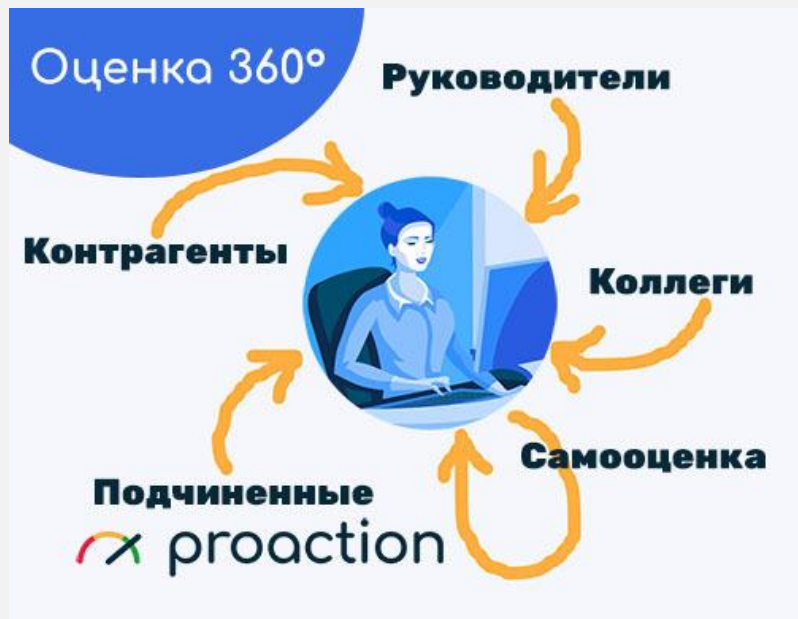 Оценка 360°
Руководители
Контрагенты
Коллеги
Самооценка
Подчиненные
proaction